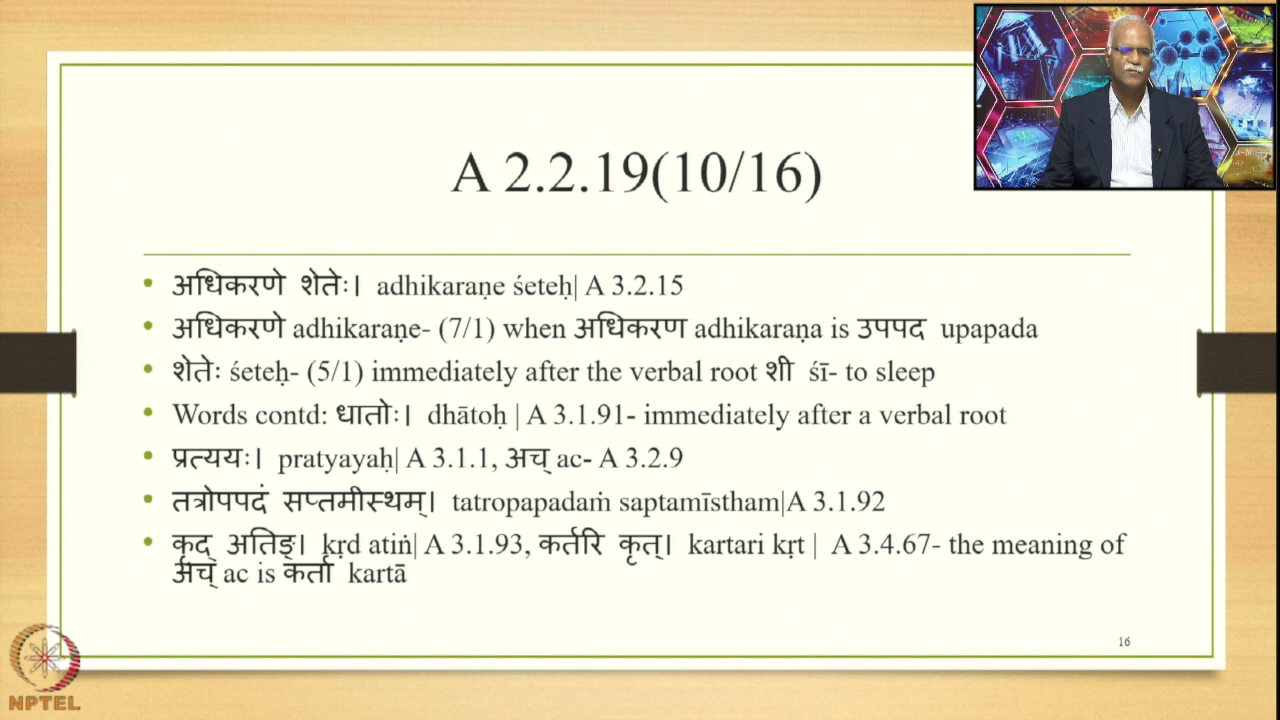 A 2.2.19(10/16)
• अधिकरणे शेतेः। adhikaraṇe śeteḥ| A 3.2.15
• अधिकरणे adhikaraṇe- (7/1) when अधिकरण adhikaraṇa is उपपद upapada
• शेतेः śeteḥ- (5/1) immediately after the verbal root शी śī- to sleep
• Words contd: धातोः। dhātoḥ | A 3.1.91- immediately after a verbal root
• प्रत्ययः। pratyayaḥ| A 3.1.1, अच् ac- A 3.2.9
• तत्रोपपदं सप्तमीस्थम्। tatropapadaṁ saptamīstham|A 3.1.92
• कृद् अतिङ्। kṛd atiṅ| A 3.1.93, कर्तरि कृत्। kartari kṛt | A 3.4.67- the meaning of
अच् ac is कर्ता kartā
16
NPTEL